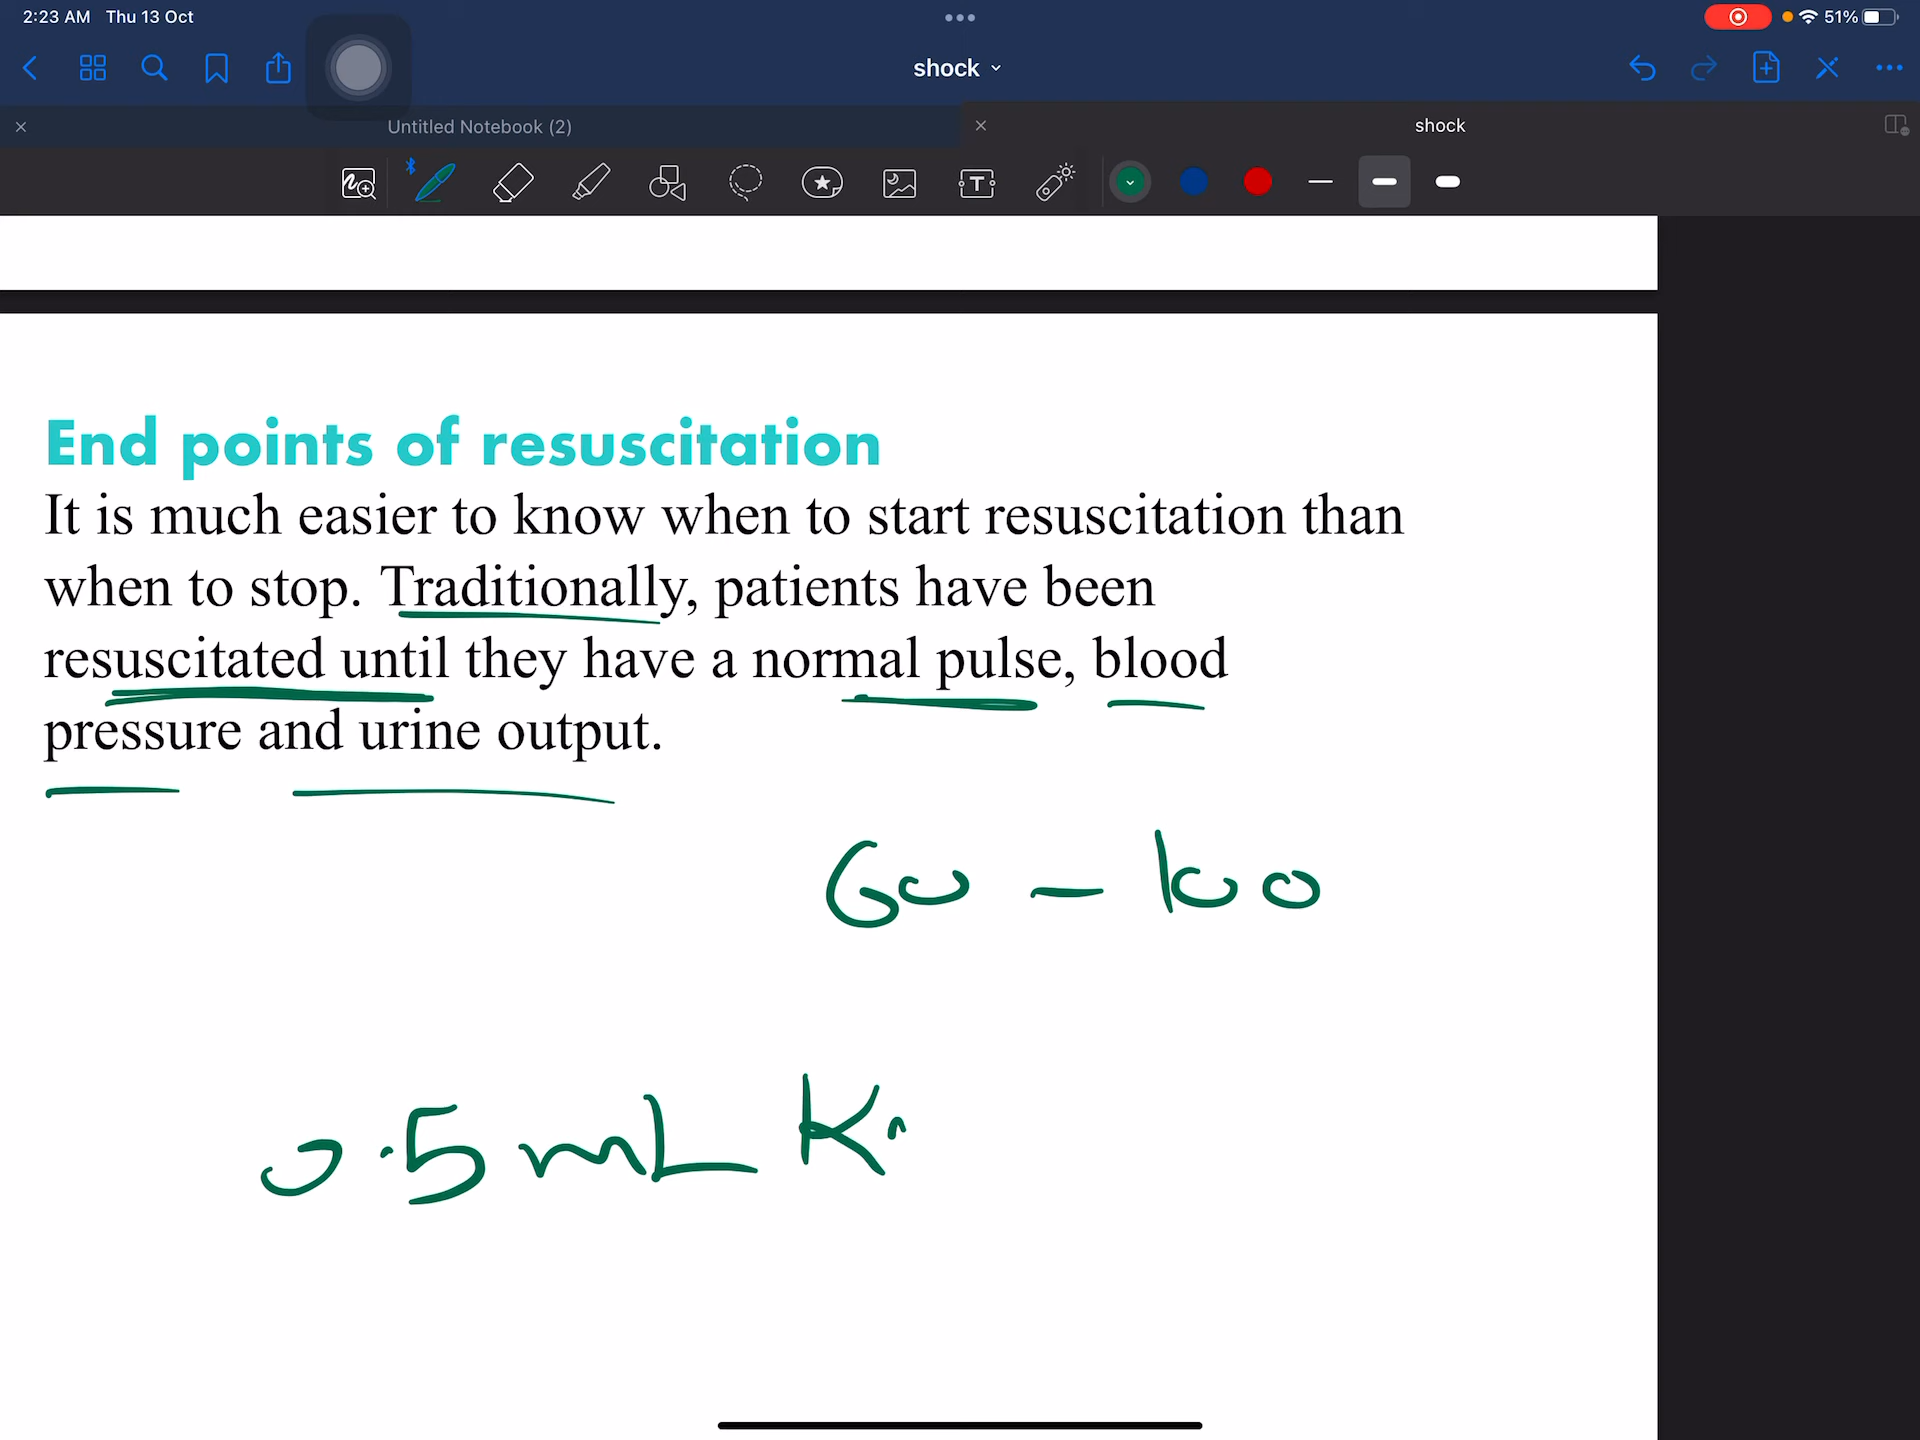 2:23 AM Thu 13 Oct
51%
shock
Untitled Notebook (2)
shock
End points of resuscitation
It is much easier to know when to start resuscitation than
when to stop. Traditionally, patients have been
resuscitated until they have a normal pulse, blood
pressure and urine output.
60 – 100
0.5 mL K